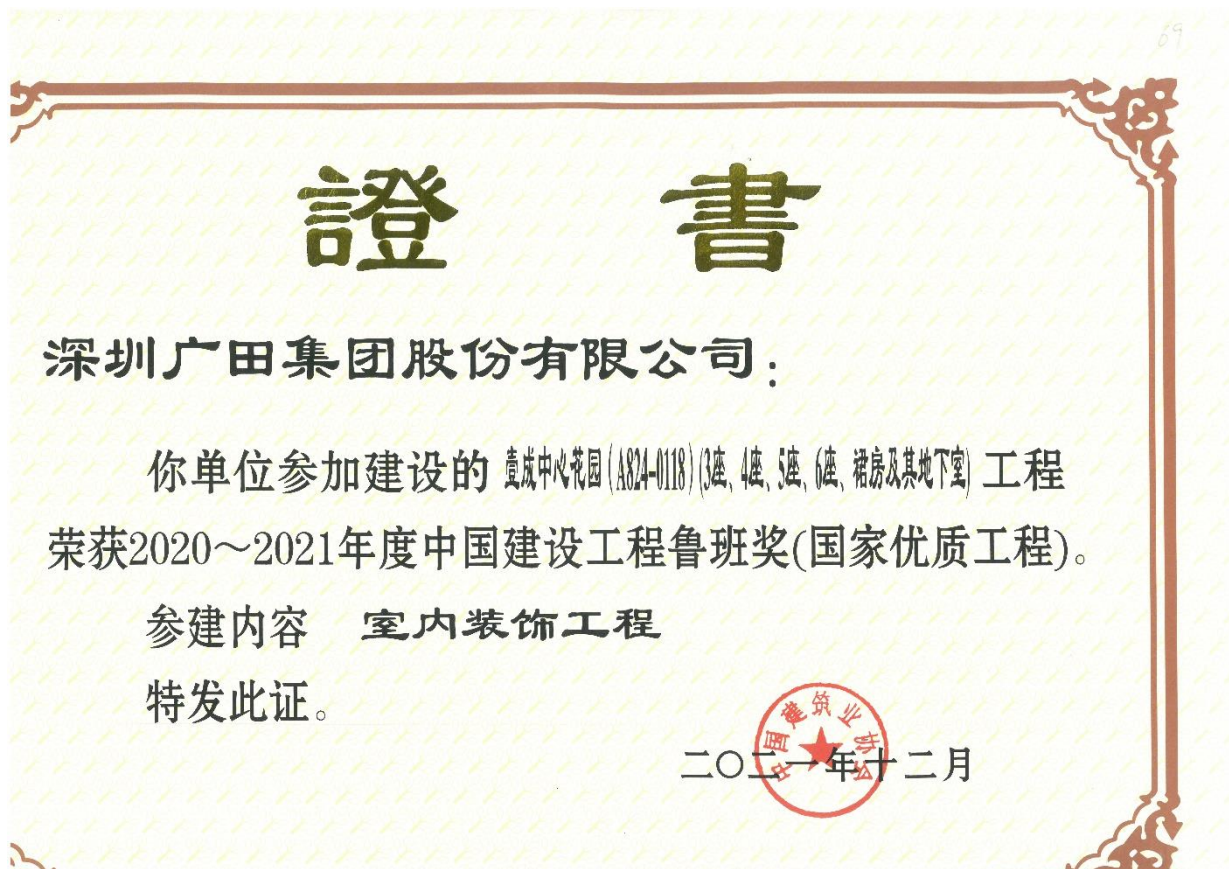 69
證 書
深圳广田集团股份有限公司：
你单位参加建设的 壹成中心花园(A824-0118)(3座、4座、5座、6座、裙房及其地下室) 工程
荣获2020～2021年度中国建设工程鲁班奖(国家优质工程)。
参建内容 室内装饰工程
特发此证。
中国建筑业协会
二〇二一年十二月